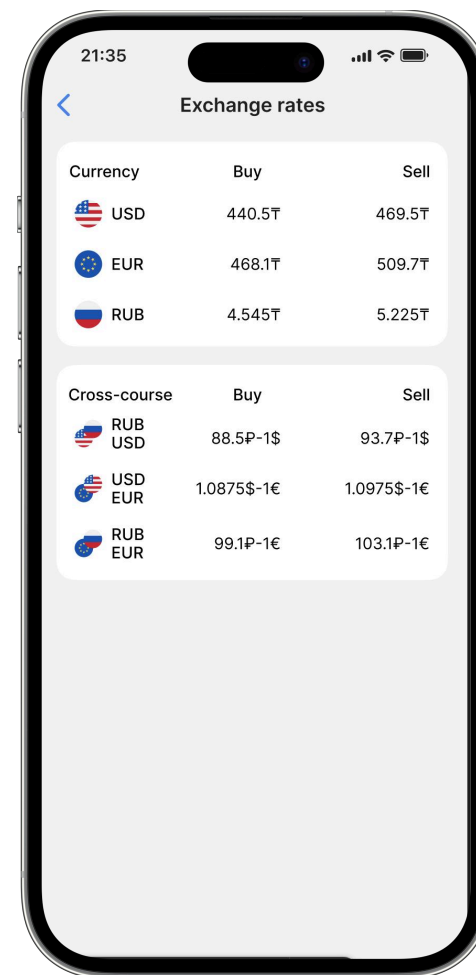 21:35
Exchange rates
Currency Buy Sell
USD 440.5₸ 469.5₸
EUR 468.1₸ 509.7₸
RUB 4.545₸ 5.225₸
Cross-course Buy Sell
RUB
USD 88.5₽-1$ 93.7₽-1$
USD
EUR 1.0875$-1€ 1.0975$-1€
RUB
EUR 99.1₽-1€ 103.1₽-1€